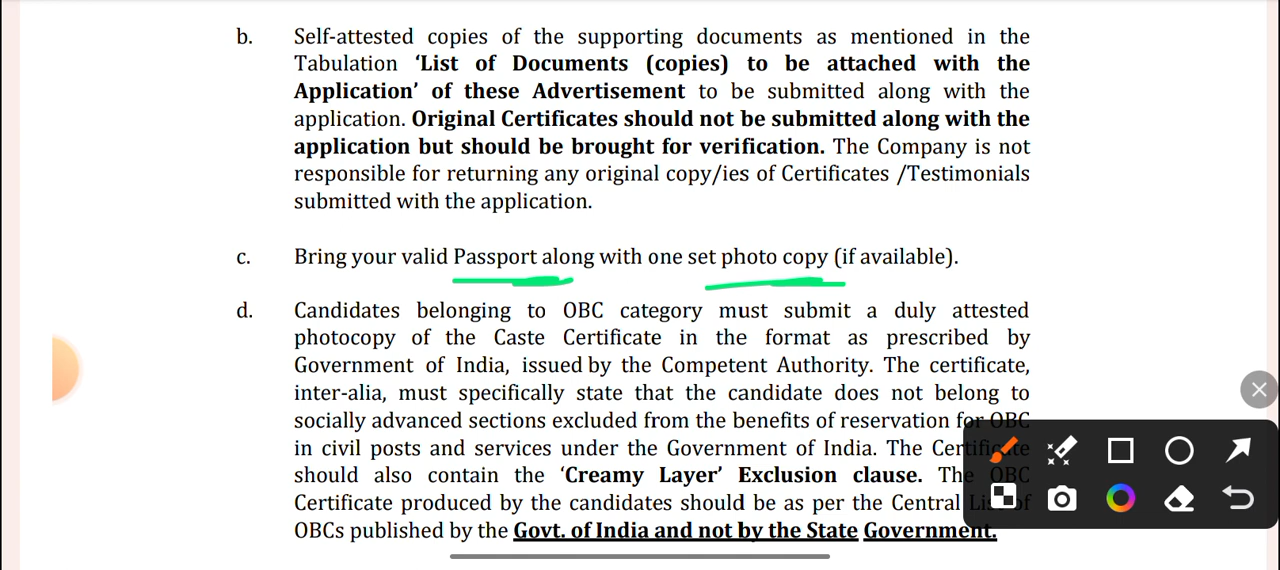 b. Self-attested copies of the supporting documents as mentioned in the
Tabulation ‘List of Documents (copies) to be attached with the
Application’ of these Advertisement to be submitted along with the
application. Original Certificates should not be submitted along with the
application but should be brought for verification. The Company is not
responsible for returning any original copy/ies of Certificates /Testimonials
submitted with the application.
c. Bring your valid Passport along with one set photo copy (if available).
d. Candidates belonging to OBC category must submit a duly attested
photocopy of the Caste Certificate in the format as prescribed by
Government of India, issued by the Competent Authority. The certificate,
inter-alia, must specifically state that the candidate does not belong to
socially advanced sections excluded from the benefits of reservation for OBC
in civil posts and services under the Government of India. The Certificate
should also contain the ‘Creamy Layer’ Exclusion clause. The OBC
Certificate produced by the candidates should be as per the Central List of
OBCs published by the Govt. of India and not by the State Government.